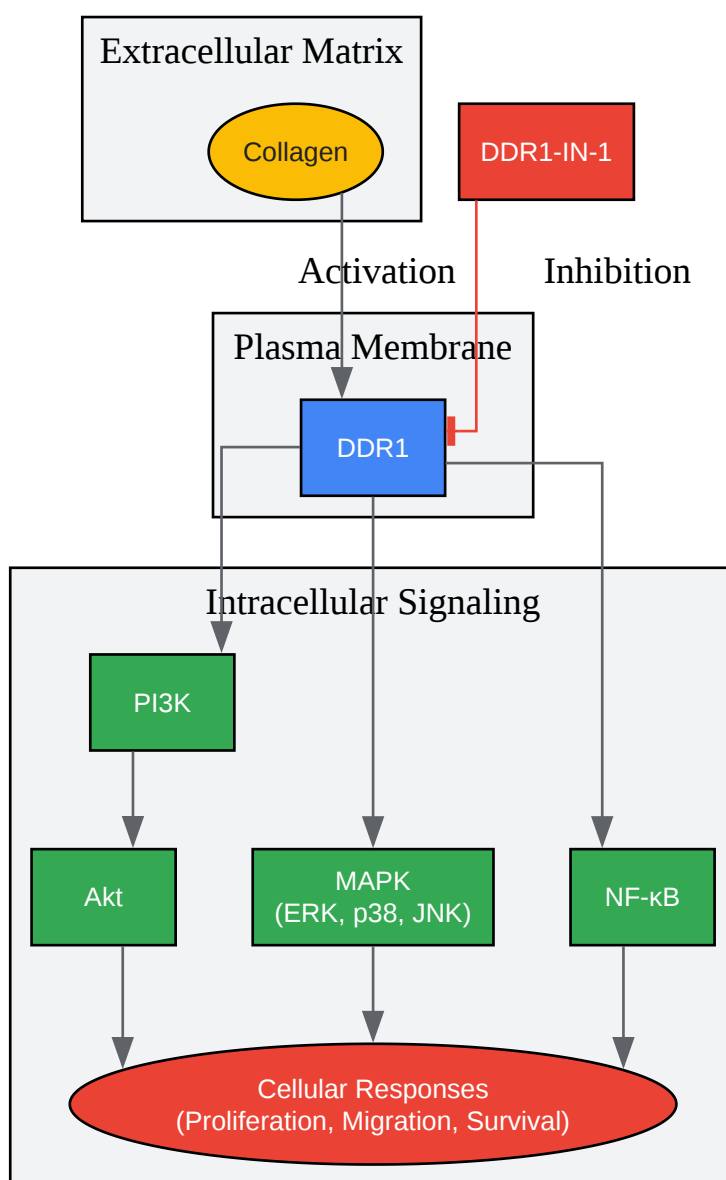 Extracellular Matrix
Collagen
DDR1-IN-1
Activation
Inhibition
Plasma Membrane
DDR1
Intracellular Signaling
PI3K
Akt
MAPK
(ERK, p38, JNK)
NF-κB
Cellular Responses
(Proliferation, Migration, Survival)